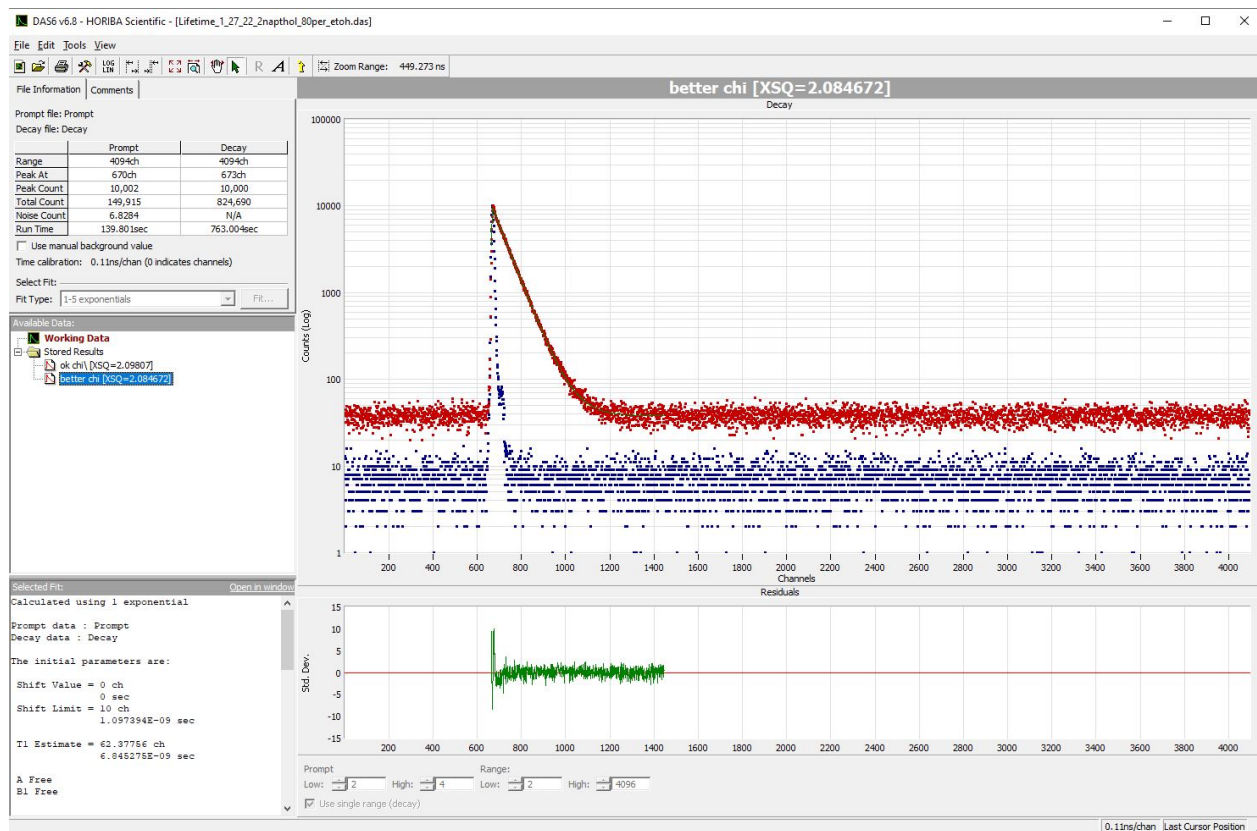 DAS6 v6.8 - HORIBA Scientific - [Lifetime_1_27_22_2napthol_80per_etoh.das]
File Edit Tools View
LOG LIN R A Zoom Range: 449.273 ns
File Information Comments
Prompt file: Prompt
Decay file: Decay
Prompt Decay
Range 4094ch 4094ch
Peak At 670ch 673ch
Peak Count 10,002 10,000
Total Count 149,915 824,690
Noise Count 6.8284 N/A
Run Time 139.801sec 763.004sec
Use manual background value
Time calibration: 0.11ns/chan (0 indicates channels)
Select Fit:
Fit Type: 1-5 exponentials Fit...
Available Data:
Working Data
Stored Results
ok chi\ [XSQ=2.09807]
better chi [XSQ=2.084672]
Selected Fit: Open in window
Calculated using 1 exponential
Prompt data : Prompt
Decay data : Decay
The initial parameters are:
Shift Value = 0 ch
0 sec
Shift Limit = 10 ch
1.097394E-09 sec
T1 Estimate = 62.37756 ch
6.845275E-09 sec
A Free
B1 Free
better chi [XSQ=2.084672]
Decay
Counts (Log)
100000
10000
1000
100
10
1
200 400 600 800 1000 1200 1400 1600 1800 2000 2200 2400 2600 2800 3000 3200 3400 3600 3800 4000
Channels
Residuals
Std. Dev.
15
10
5
0
-5
-10
-15
200 400 600 800 1000 1200 1400 1600 1800 2000 2200 2400 2600 2800 3000 3200 3400 3600 3800 4000
Prompt Range:
Low: 2 High: 4 Low: 2 High: 4096
Use single range (decay)
0.11ns/chan Last Cursor Position